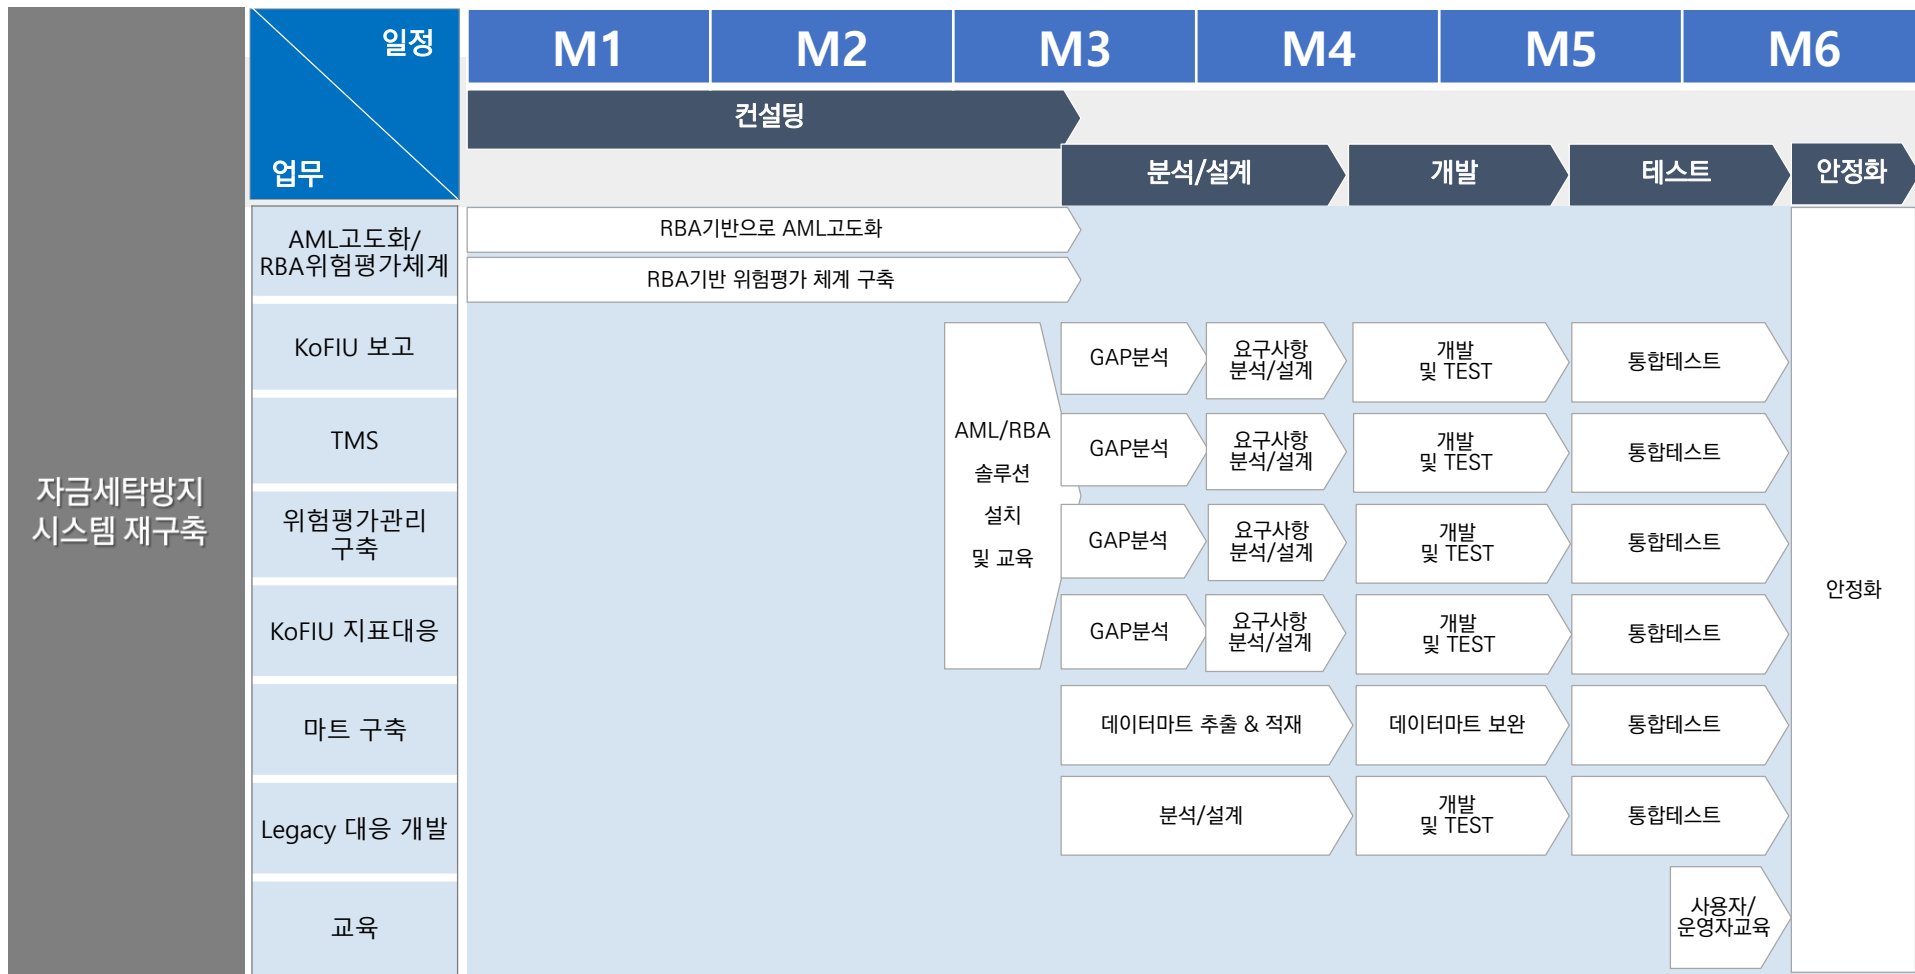 일정
업무
M1
M2
M3
M4
M5
M6
컨설팅
분석/설계
개발
테스트
안정화
자금세탁방지
시스템 재구축
AML고도화/
RBA위험평가체계
RBA기반으로 AML고도화
RBA기반 위험평가 체계 구축
AML/RBA
솔루션
설치
및 교육
KoFIU 보고
GAP분석
요구사항
분석/설계
개발
및 TEST
통합테스트
TMS
GAP분석
요구사항
분석/설계
개발
및 TEST
통합테스트
위험평가관리
구축
GAP분석
요구사항
분석/설계
개발
및 TEST
통합테스트
KoFIU 지표대응
GAP분석
요구사항
분석/설계
개발
및 TEST
통합테스트
마트 구축
데이터마트 추출 & 적재
데이터마트 보완
통합테스트
Legacy 대응 개발
분석/설계
개발
및 TEST
통합테스트
교육
사용자/
운영자교육
안정화